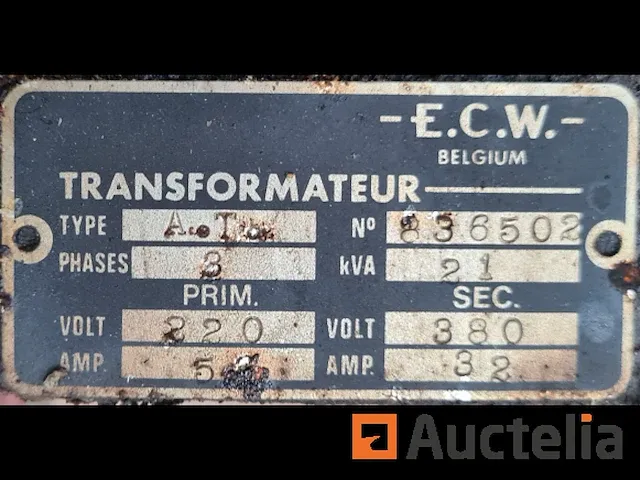 -E.C.W.-
BELGIUM
TRANSFORMATEUR
TYPE A.T. Nº 836502
PHASES 3 kVA 21
PRIM. SEC.
VOLT 220 VOLT 380
AMP. AMP. 32
Auctelia